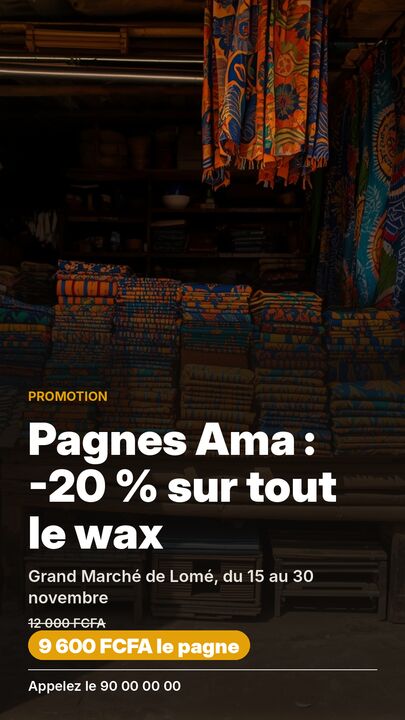 PROMOTION
Pagnes Ama :
-20 % sur tout
le wax
Grand Marché de Lomé, du 15 au 30
novembre
12 000 FCFA
9 600 FCFA le pagne
Appelez le 90 00 00 00